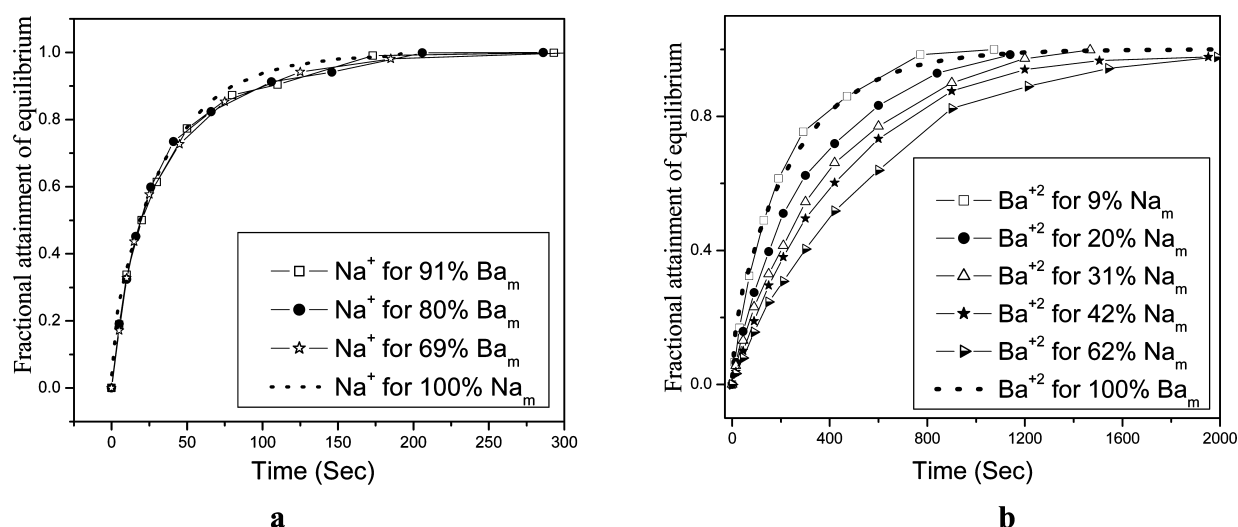 Fractional attainment of equilibrium
1.0
0.8
0.6
0.4
0.2
0.0
Na+ for 91% Bam
Na+ for 80% Bam
Na+ for 69% Bam
Na+ for 100% Nam
0 50 100 150 200 250 300
Time (Sec)
a
Fractional attainment of equilibrium
0.8
0.4
0.0
Ba+2 for 9% Nam
Ba+2 for 20% Nam
Ba+2 for 31% Nam
Ba+2 for 42% Nam
Ba+2 for 62% Nam
Ba+2 for 100% Bam
0 400 800 1200 1600 2000
Time (Sec)
b